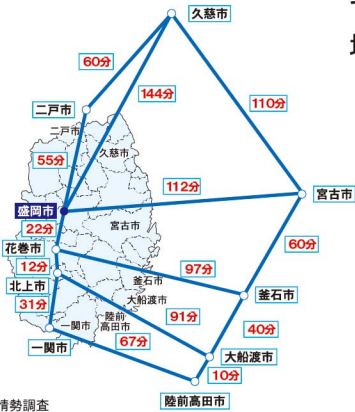 久慈市
60分
144分
110分
二戸市
二戸市
久慈市
55分
盛岡市
112分
宮古市
22分
宮古市
花巻市
60分
12分
97分
北上市
釜石市
釜石市
31分
91分
大船渡市
40分
一関市
陸前
高田市
67分
一関市
大船渡市
10分
陸前高田市
情勢調査